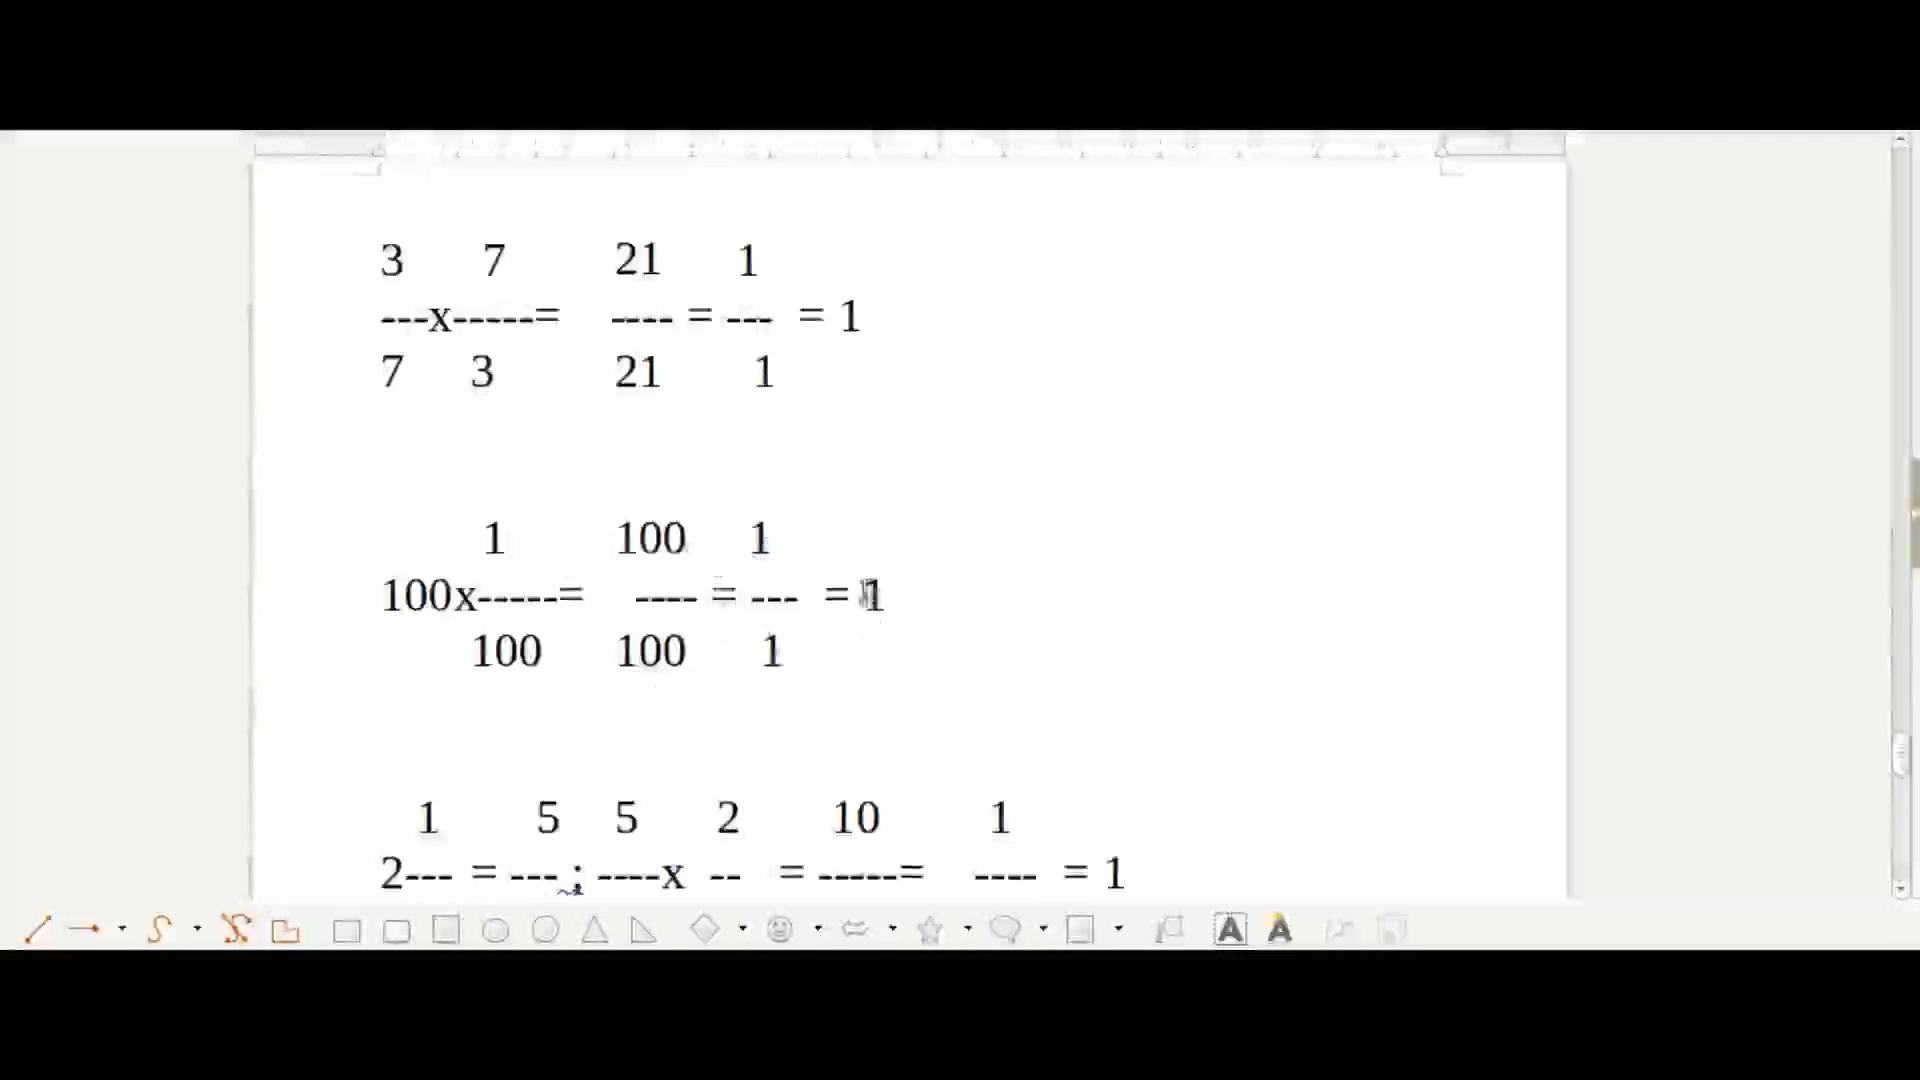 3 7 21 1
---x-----= ---- = --- = 1
7 3 21 1
1 100 1
100x-----= ---- = --- = 1
100 100 1
1 5 5 2 10 1
2--- = --- ; ----x -- = -----= ---- = 1